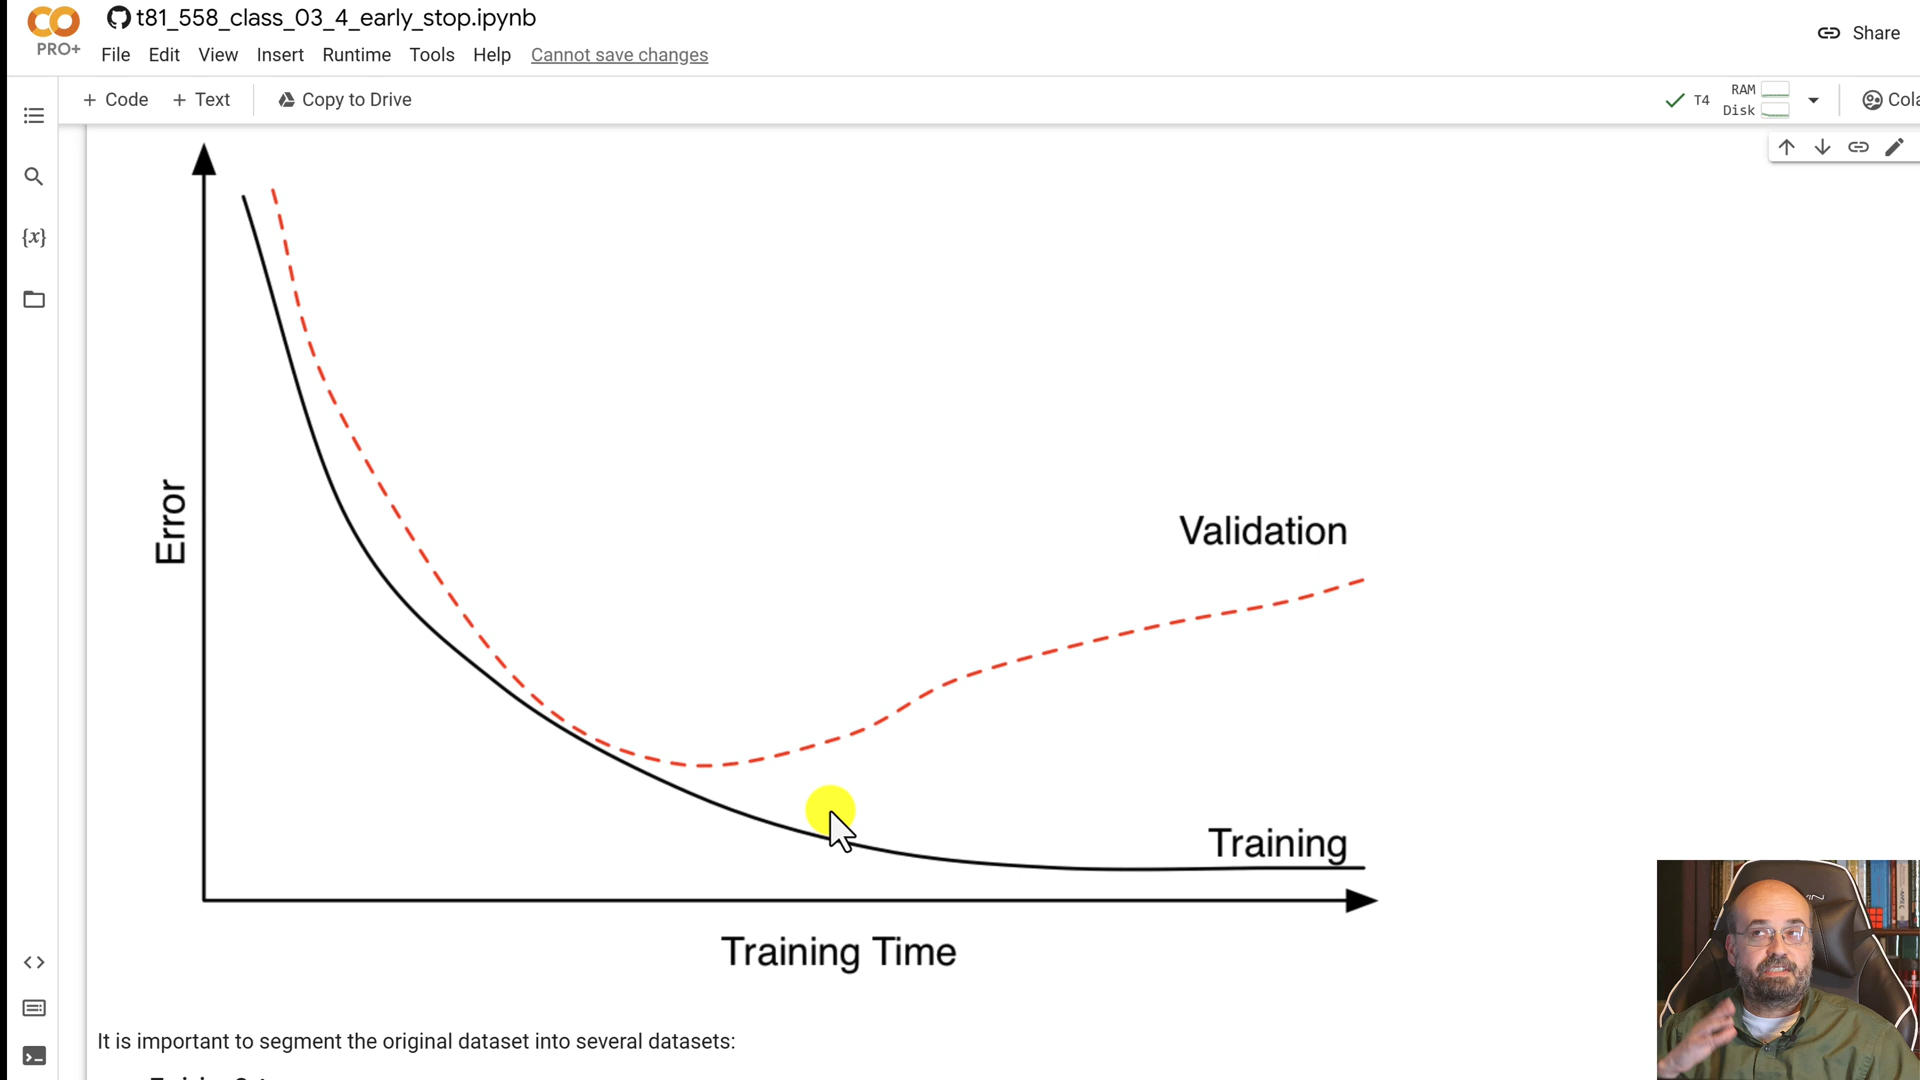 t81_558_class_03_4_early_stop.ipynb
PRO+
File Edit View Insert Runtime Tools Help Cannot save changes
Share
+ Code + Text Copy to Drive
T4
RAM
Disk
{x}
Error
Validation
Training
Training Time
It is important to segment the original dataset into several datasets: